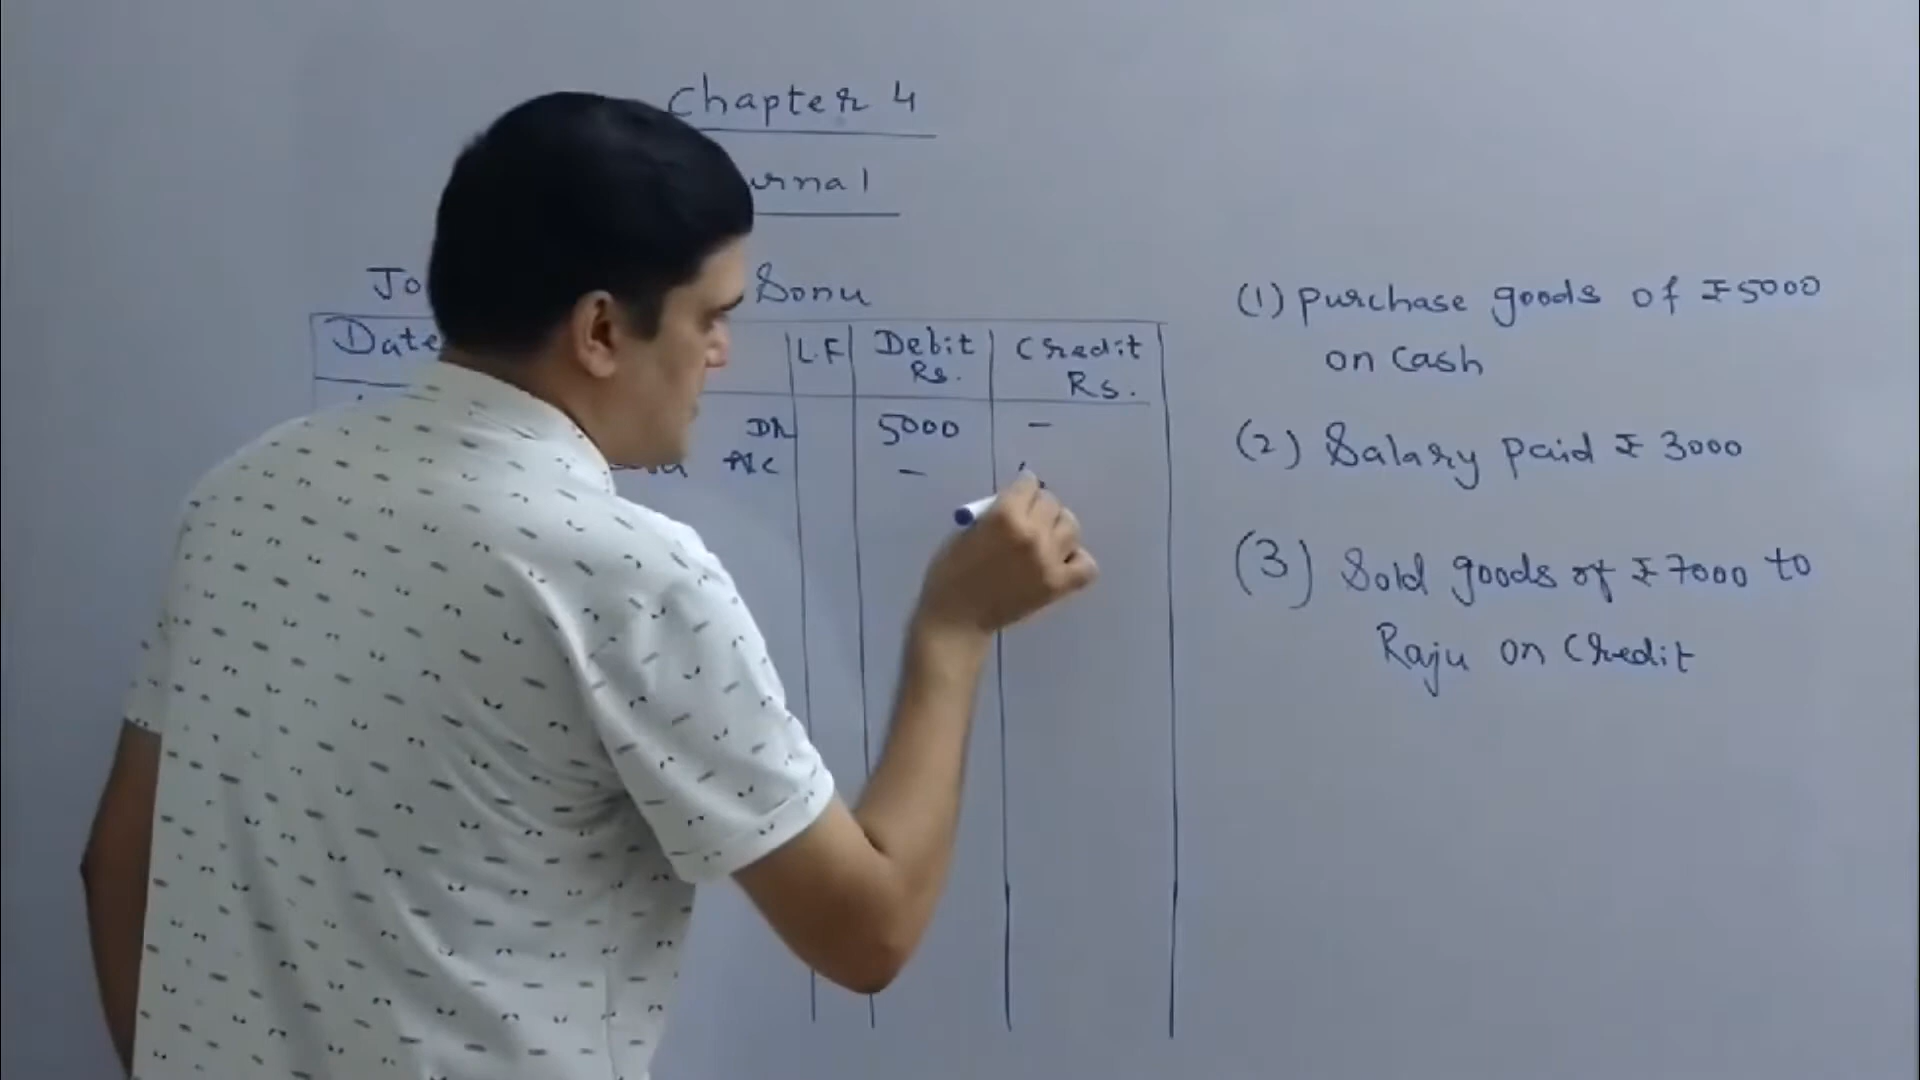 Chapter 4
urnal
Jo Sonu
Date L.F Debit Rs. Credit Rs.
Dr 5000 -
A/c -
(1) Purchase goods of ₹5000
on Cash
(2) Salary paid ₹ 3000
(3) Sold goods of ₹7000 to
Raju on Credit